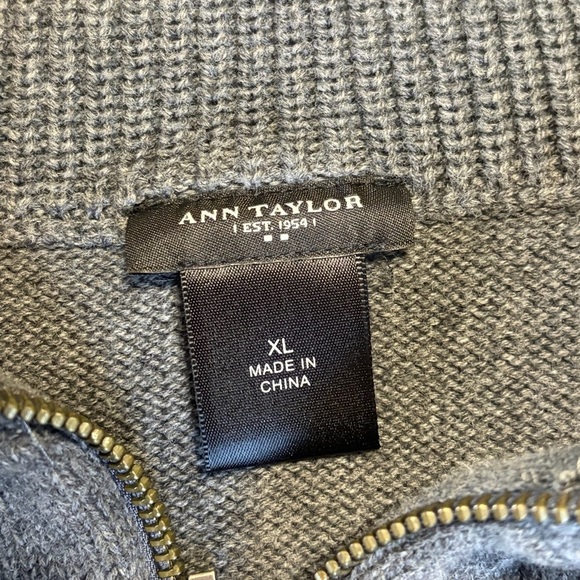 ANN TAYLOR
| EST. 1954 |
XL
MADE IN
CHINA